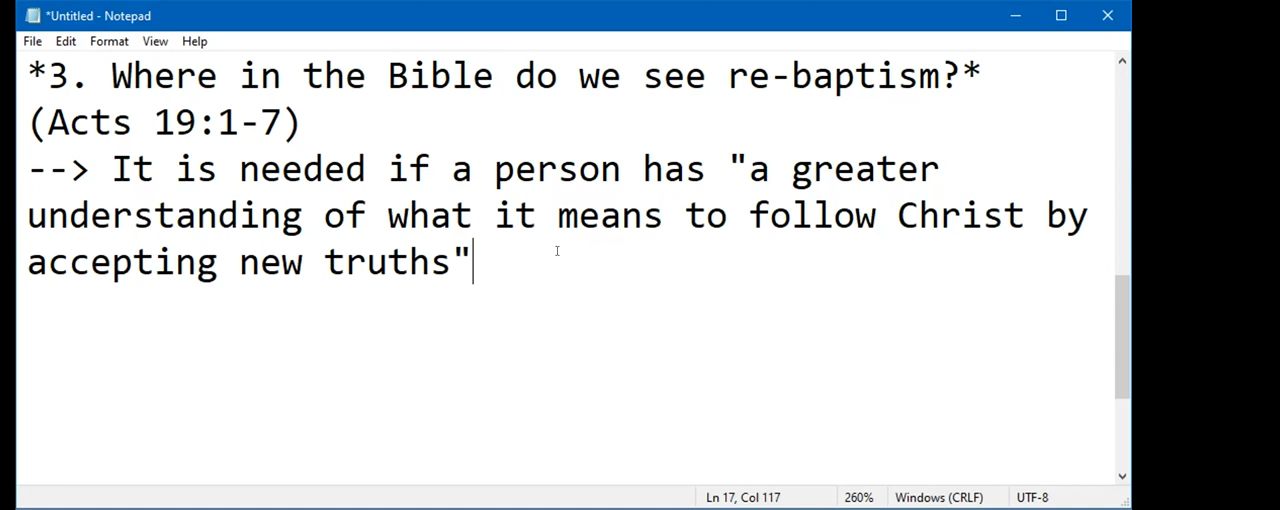 *Untitled - Notepad
File Edit Format View Help
*3. Where in the Bible do we see re-baptism?*
(Acts 19:1-7)
--> It is needed if a person has "a greater
understanding of what it means to follow Christ by
accepting new truths"
Ln 17, Col 117 260% Windows (CRLF) UTF-8